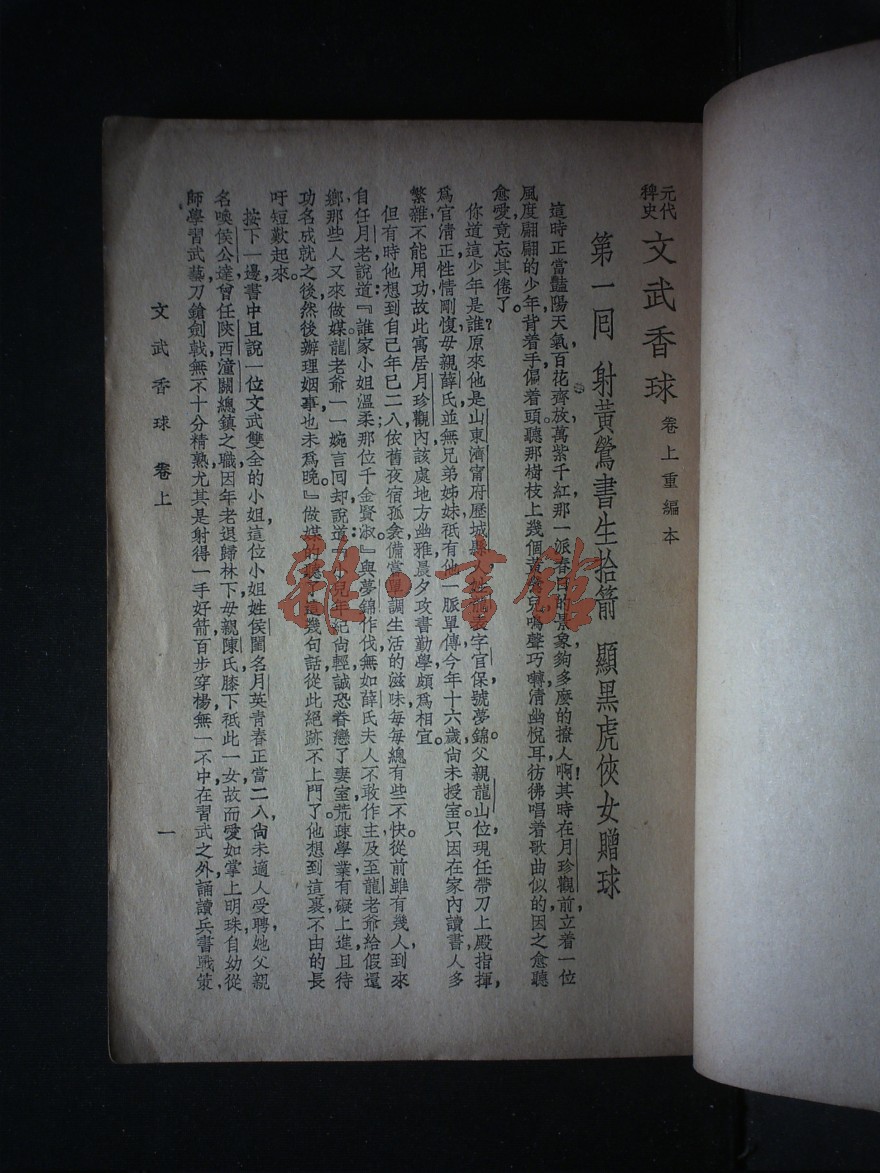 元代
稗史
文武香球 卷上重編本
第一囘 射黃鶯書生拾箭 顯黑虎俠女贈球
這時正當豔陽天氣,百花齊放,萬紫千紅,那一派春日的景象,夠多麼的撩人啊!其時在月珍觀前,立着一位
風度翩翩的少年,背着手,偏着頭,聽那樹枝上幾個黃鶯兒,鳴聲巧囀,清幽悅耳,彷彿唱着歌曲似的,因之愈聽
愈愛,竟忘其倦了。
你道這少年是誰?原來他是山東濟甯府歷城縣人,姓龍,字官保,號夢錦。父親龍山,位現任帶刀上殿指揮,
爲官清正,性情剛愎,母親薛氏,並無兄弟姊妹,祇有他一脈單傳,今年十六歲,尙未授室。只因在家內讀書,人多
繁雜,不能用功,故此寓居月珍觀內,該處地方幽雅,晨夕攻書勤學,頗爲相宜。
但有時他想到自己年已二八,依舊夜宿孤衾,備嘗單調生活的滋味,每每總有些不快。從前雖有幾人到來,
自任月老,說道:『誰家小姐溫柔,那位千金賢淑。』與夢錦作伐,無如薛氏夫人不敢作主,及至龍老爺給假還
鄉,那些人又來做媒,龍老爺一一婉言回却,說道:『小兒年紀尙輕,誠恐眷戀了妻室,荒疎學業,有礙上進,且待
功名成就之後,然後辦理姻事,也未爲晚。』做媒的聽了這幾句話,從此絕跡不上門了。他想到這裏,不由的長
吁短歎起來。
按下一邊,書中且說一位文武雙全的小姐,這位小姐姓侯,閨名月英,青春正當二八,尙未適人受聘,她父親
名喚侯公達,曾任陝西潼關總鎮之職,因年老退歸林下,母親陳氏,膝下祗此一女,故而愛如掌上明珠,自幼從
師學習武藝,刀鎗劍戟,無不十分精熟,尤其是射得一手好箭,百步穿楊,無一不中,在習武之外,誦讀兵書戰策,
文武香球 卷上
一
雜·書館